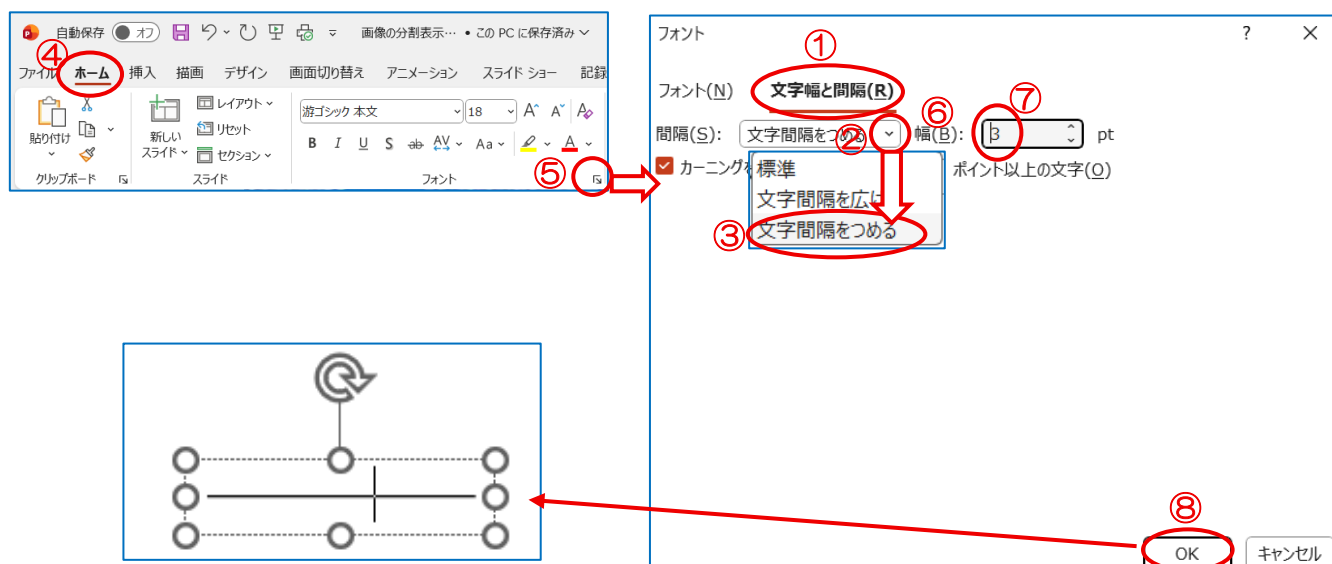 自動保存 オフ 画像の分割表示… • この PC に保存済み
④
ファイル ホーム 挿入 描画 デザイン 画面切り替え アニメーション スライド ショー 記録
貼り付け
新しい
スライド
レイアウト
リセット
セクション
游ゴシック 本文 18 A A A
B I U S ab AV Aa A
クリップボード スライド フォント ⑤
フォント ? ×
①
フォント(N) 文字幅と間隔(R)
⑥ ⑦
間隔(S): 文字間隔をつめる ② 幅(B): 3 pt
カーニングを ポイント以上の文字(O)
標準
文字間隔を広げ
③ 文字間隔をつめる
⑧
OK キャンセル